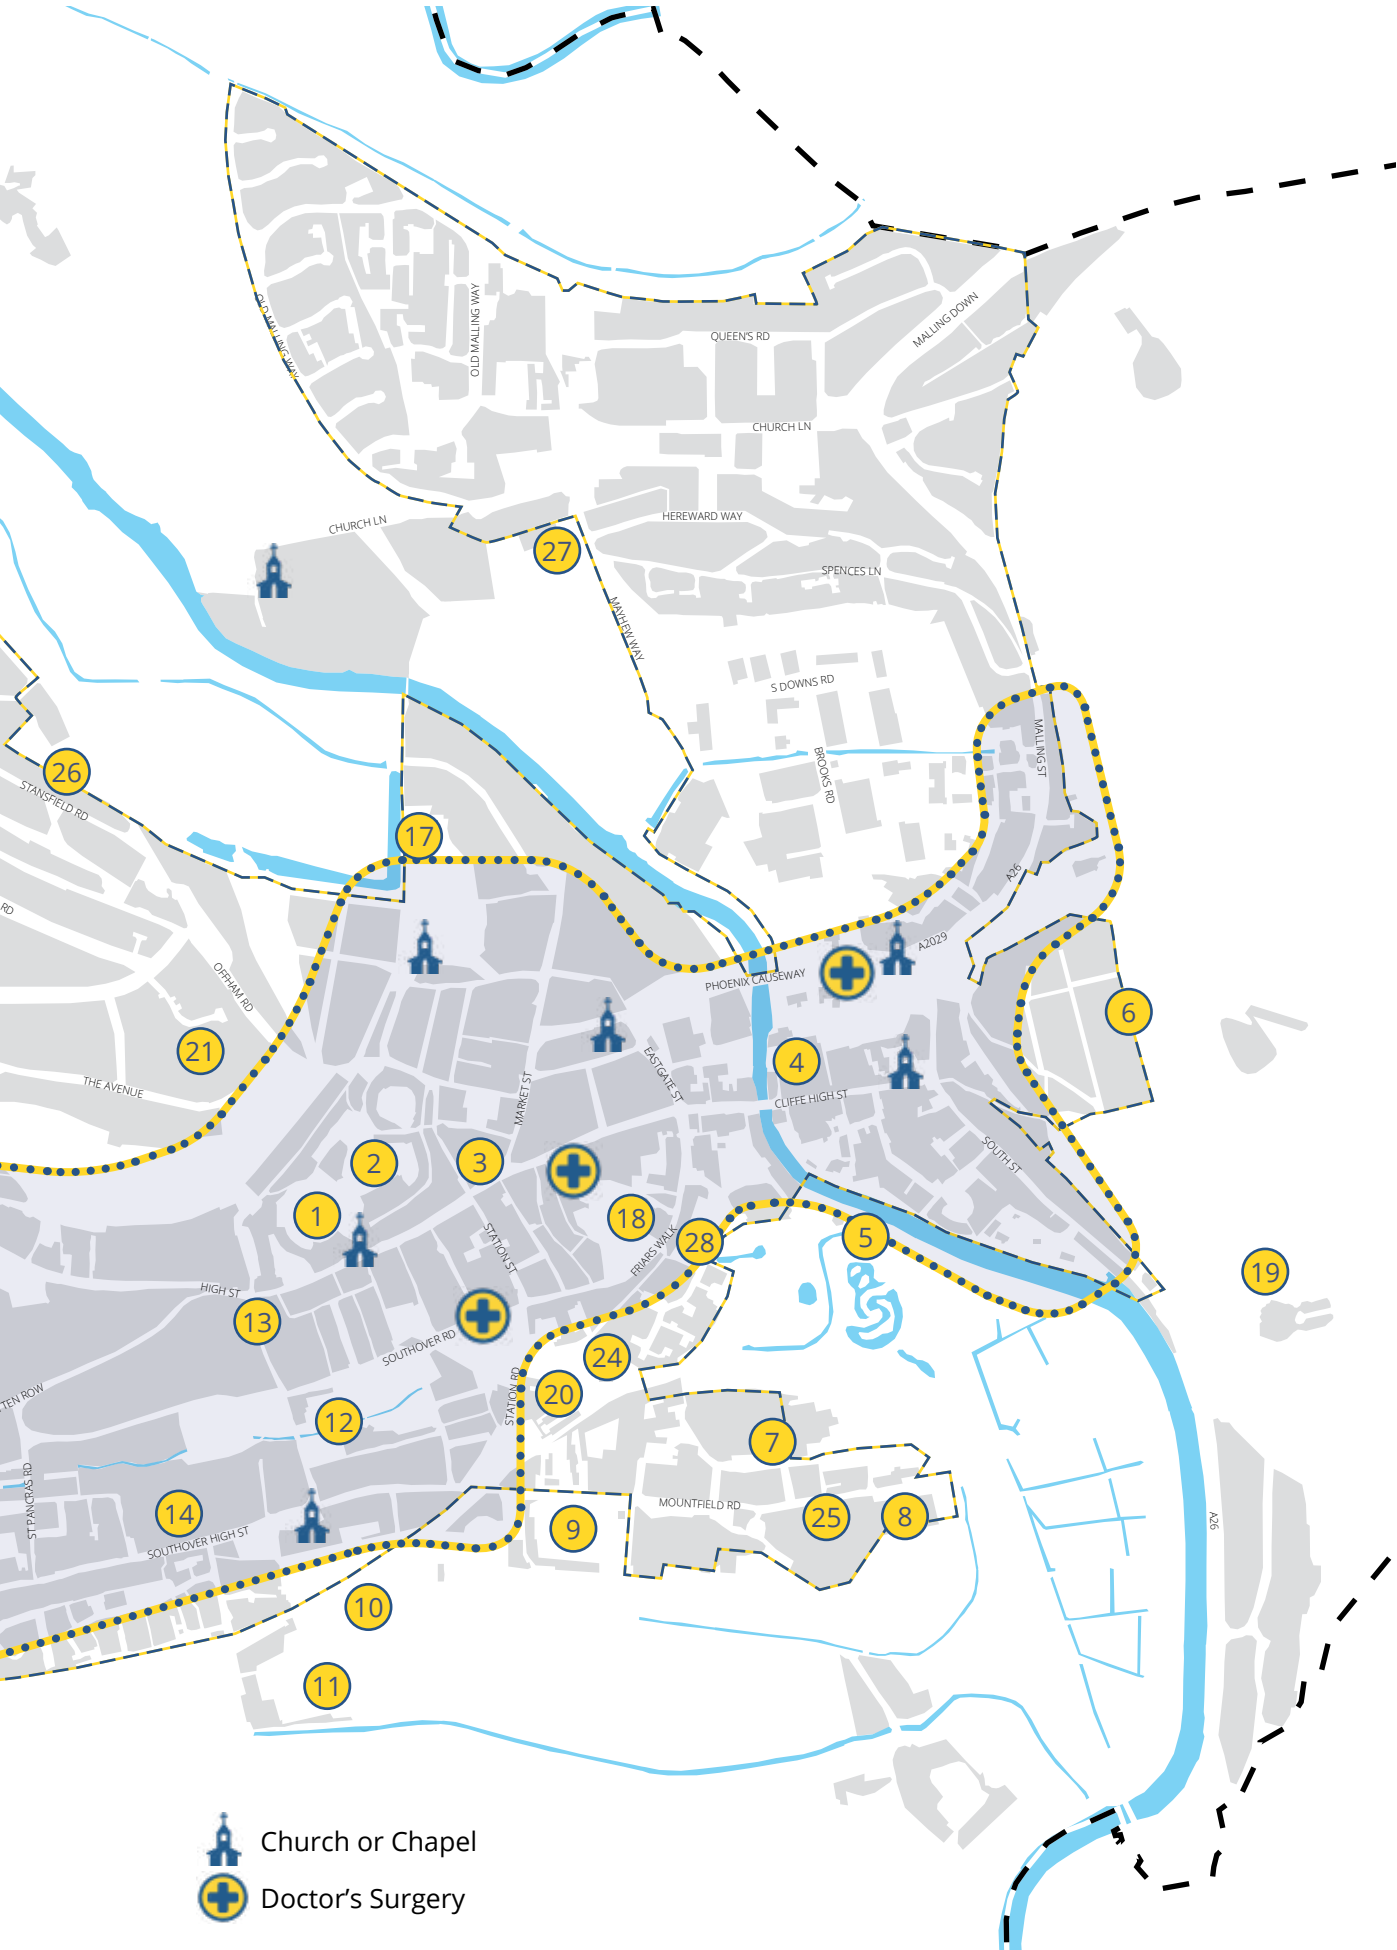 OLD MALLING WAY
OLD MALLING WAY
QUEEN'S RD
MALLING DOWN
CHURCH LN
CHURCH LN
HEREWARD WAY
27
SPENCES LN
MAYHEW WAY
S DOWNS RD
MALLING ST
BROOKS RD
26
STANSFIELD RD
17
A26
RD
A2029
OFFHAM RD
PHOENIX CAUSEWAY
6
21
4
EASTGATE ST
THE AVENUE
MARKET ST
CLIFFE HIGH ST
2
3
SOUTH ST
1
18
STATION ST
FRIARS WALK
28
5
19
HIGH ST
13
SOUTHOVER RD
24
20
STATION RD
TEN ROW
12
7
ST PANCRAS RD
14
SOUTHOVER HIGH ST
MOUNTFIELD RD
9
25
8
A26
10
11
Church or Chapel
Doctor's Surgery